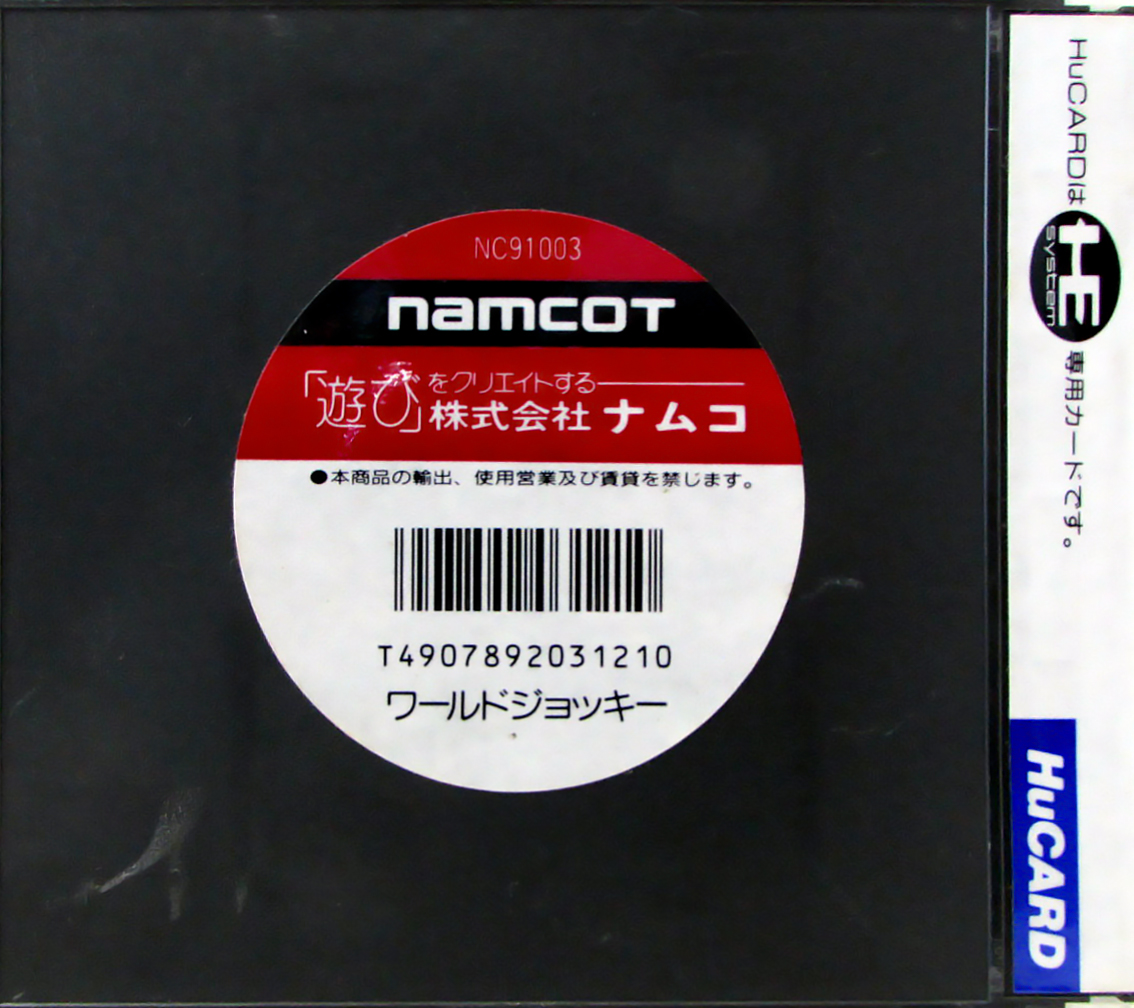 NC91003
namcot
「遊び」をクリエイトする
株式会社 ナムコ
●本商品の輸出、使用営業及び賃貸を禁じます。
T4907892031210
ワールドジョッキー
HuCARDは HE system 専用カードです。
HuCARD